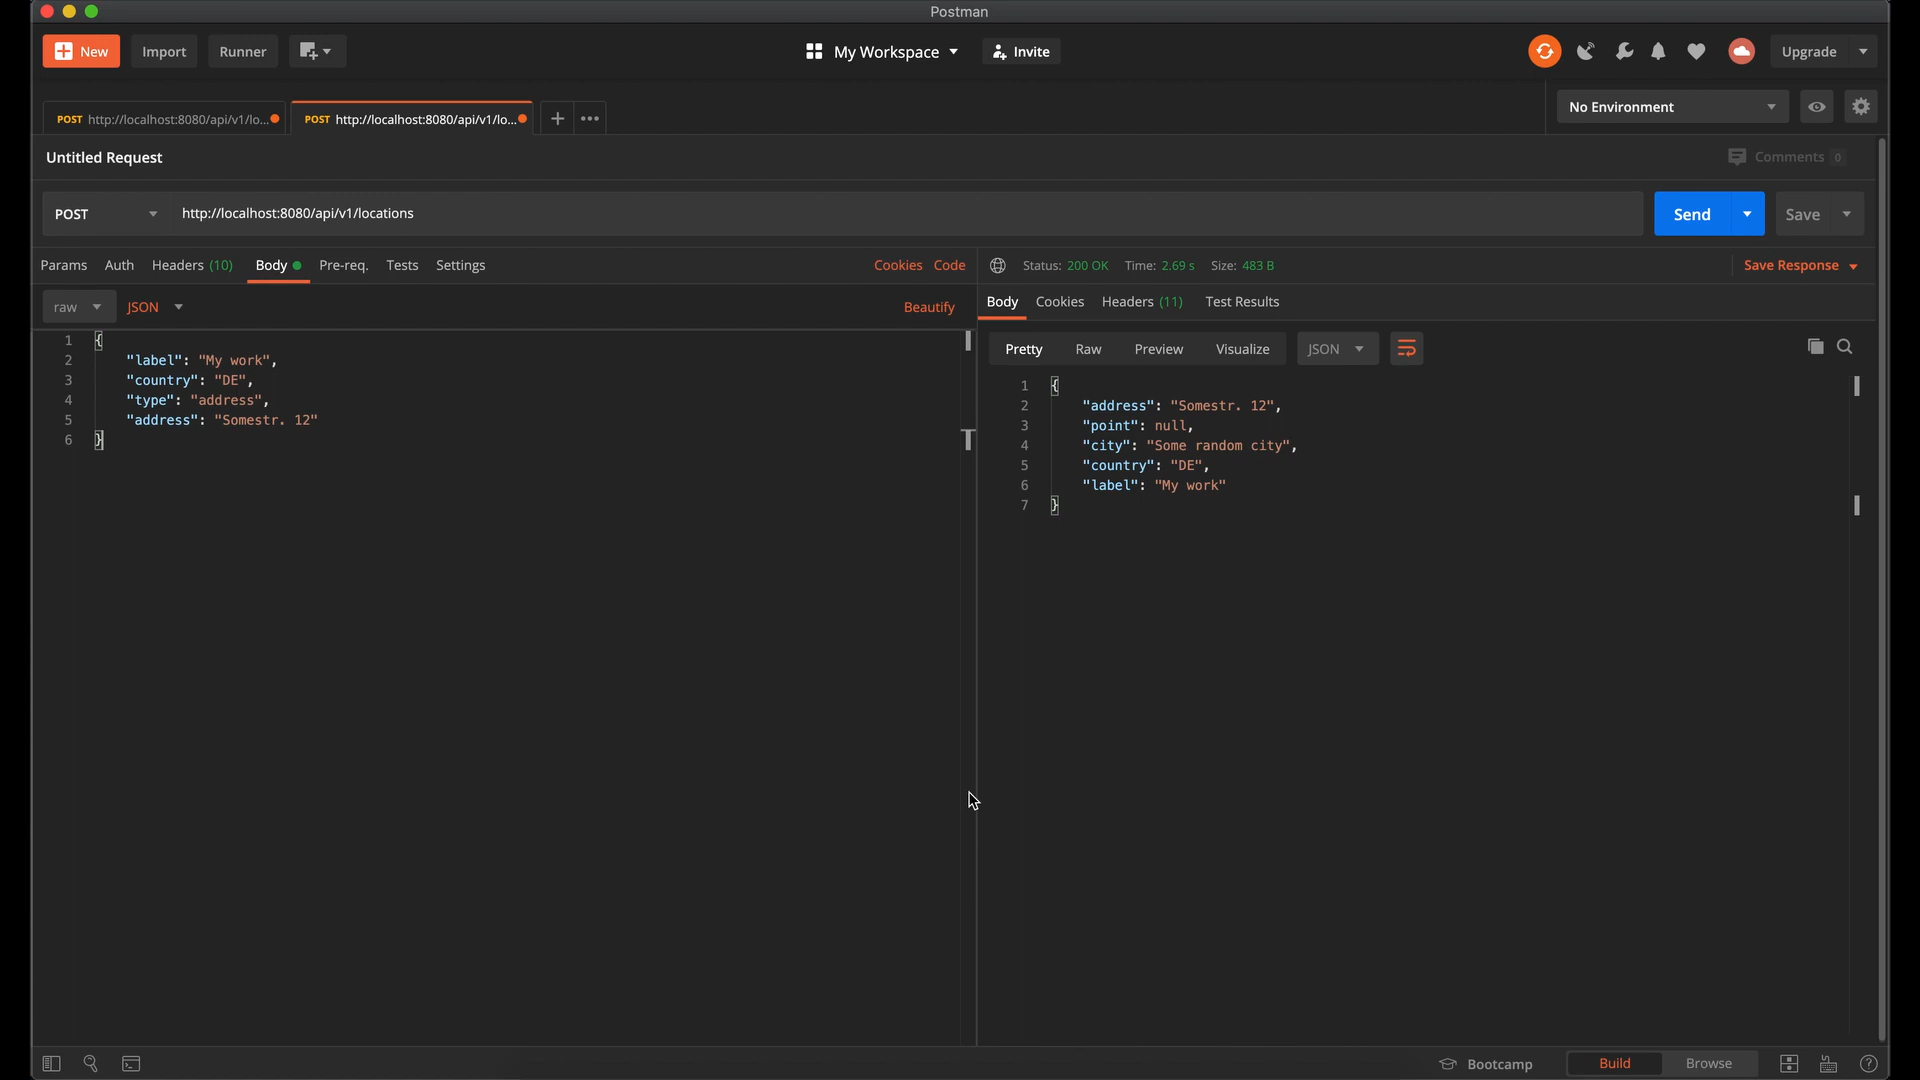 Postman
New Import Runner My Workspace Invite Upgrade
POST http://localhost:8080/api/v1/lo... POST http://localhost:8080/api/v1/lo... No Environment
Untitled Request Comments 0
POST http://localhost:8080/api/v1/locations Send Save
Params Auth Headers (10) Body Pre-req. Tests Settings Cookies Code
raw JSON Beautify
1 {
2 "label": "My work",
3 "country": "DE",
4 "type": "address",
5 "address": "Somestr. 12"
6 }
Status: 200 OK Time: 2.69 s Size: 483 B Save Response
Body Cookies Headers (11) Test Results
Pretty Raw Preview Visualize JSON
1 {
2 "address": "Somestr. 12",
3 "point": null,
4 "city": "Some random city",
5 "country": "DE",
6 "label": "My work"
7 }
Bootcamp Build Browse